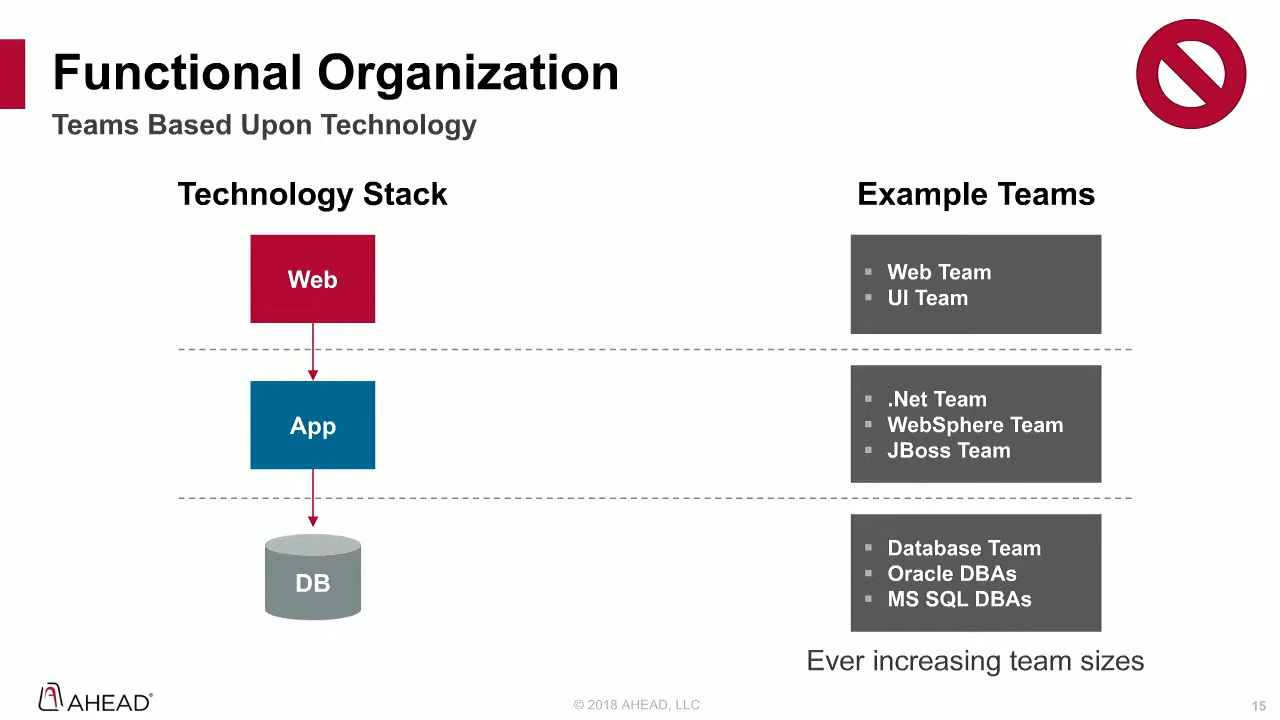 Functional Organization
Teams Based Upon Technology
Technology Stack
Example Teams
Web
▪ Web Team
▪ UI Team
App
▪ .Net Team
▪ WebSphere Team
▪ JBoss Team
DB
▪ Database Team
▪ Oracle DBAs
▪ MS SQL DBAs
Ever increasing team sizes
AHEAD®
© 2018 AHEAD, LLC
15